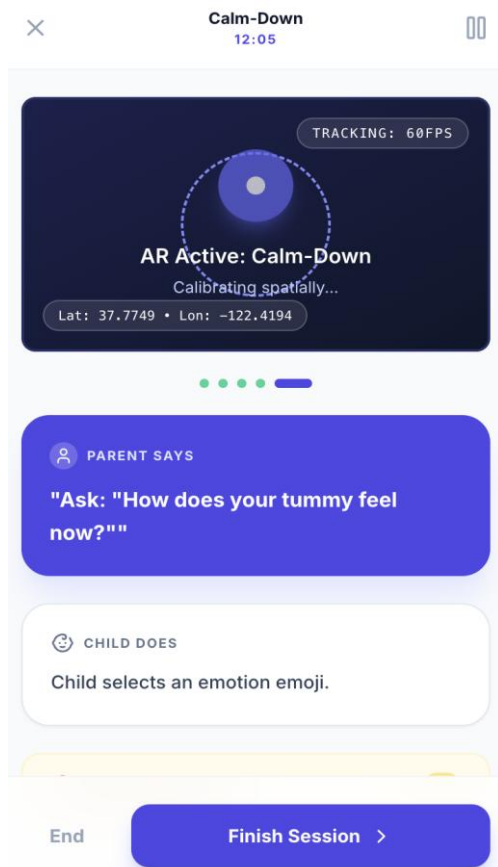 Calm-Down
12:05
TRACKING: 60FPS
AR Active: Calm-Down
Calibrating spatially...
Lat: 37.7749 • Lon: -122.4194
PARENT SAYS
"Ask: "How does your tummy feel
now?""
CHILD DOES
Child selects an emotion emoji.
End
Finish Session